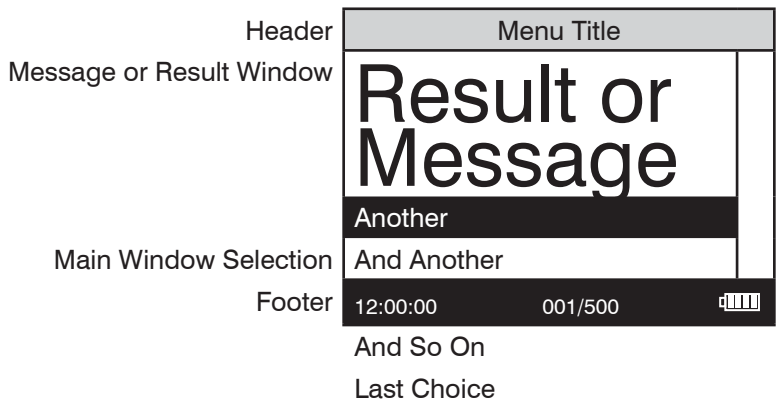 Header
Menu Title
Message or Result Window
Result or
Message
Another
Main Window Selection
And Another
Footer
12:00:00 001/500
And So On
Last Choice